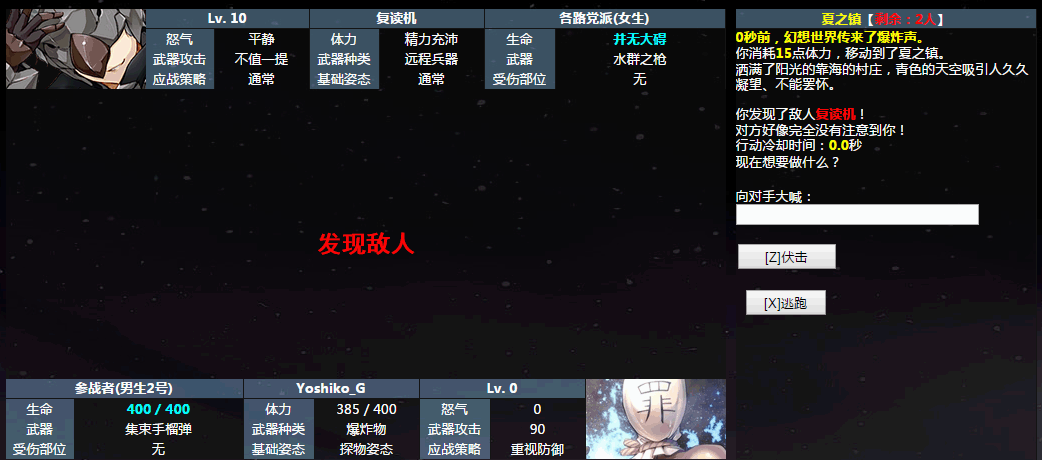 Lv. 10 复读机 各路党派(女生)
怒气 平静 体力 精力充沛 生命 并无大碍
武器攻击 不值一提 武器种类 远程兵器 武器 水群之枪
应战策略 通常 基础姿态 通常 受伤部位 无
发现敌人
参战者(男生2号) Yoshiko_G Lv. 0
生命 400 / 400 体力 385 / 400 怒气 0
武器 集束手榴弹 武器种类 爆炸物 武器攻击 90
受伤部位 无 基础姿态 探物姿态 应战策略 重视防御
罪
夏之镇【剩余：2人】
0秒前，幻想世界传来了爆炸声。
你消耗15点体力，移动到了夏之镇。
洒满了阳光的靠海的村庄，青色的天空吸引人久久
凝望、不能罢怀。
你发现了敌人复读机！
对方好像完全没有注意到你！
行动冷却时间：0.0秒
现在想要做什么？
向对手大喊：
[Z]伏击
[X]逃跑